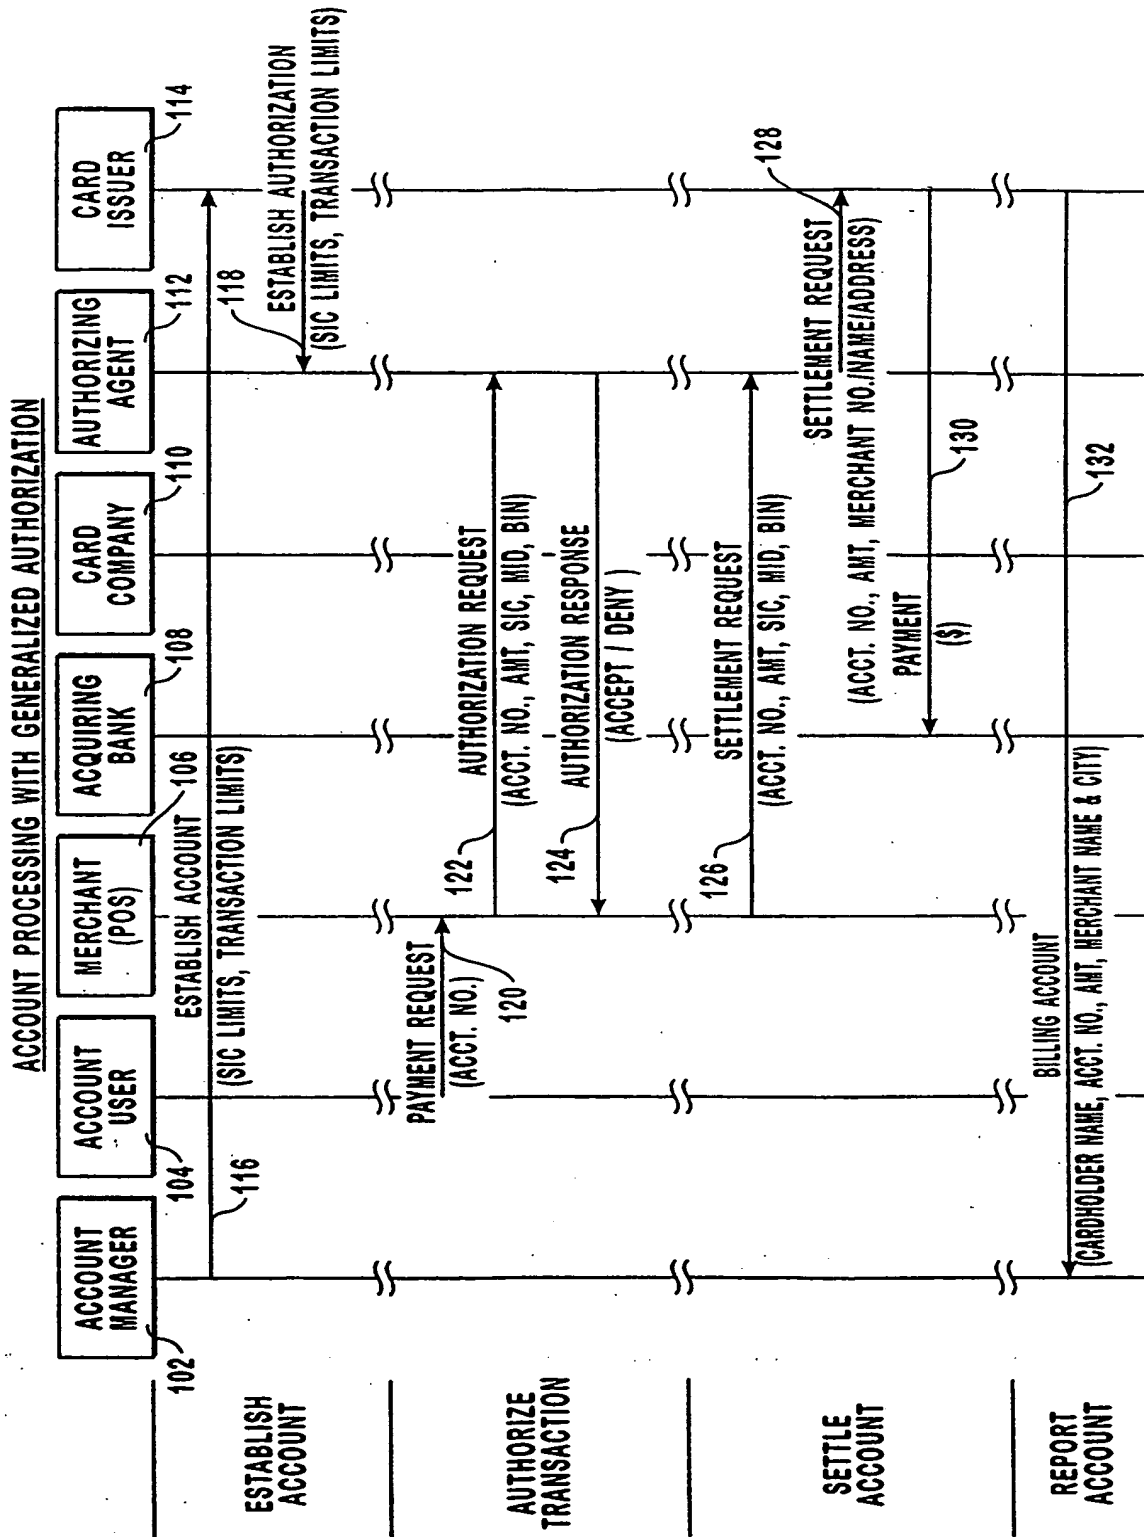 ACCOUNT PROCESSING WITH GENERALIZED AUTHORIZATION
ACCOUNT
MANAGER
102
ACCOUNT
USER
104
MERCHANT
(POS)
106
ACQUIRING
BANK
108
CARD
COMPANY
110
AUTHORIZING
AGENT
112
CARD
ISSUER
114
ESTABLISH
ACCOUNT
116
ESTABLISH ACCOUNT
(SIC LIMITS, TRANSACTION LIMITS)
118
ESTABLISH AUTHORIZATION
(SIC LIMITS, TRANSACTION LIMITS)
AUTHORIZE
TRANSACTION
PAYMENT REQUEST
(ACCT. NO.)
120
122
AUTHORIZATION REQUEST
(ACCT. NO., AMT, SIC, MID, BIN)
124
AUTHORIZATION RESPONSE
(ACCEPT / DENY )
SETTLE
ACCOUNT
126
SETTLEMENT REQUEST
(ACCT. NO., AMT, SIC, MID, BIN)
128
SETTLEMENT REQUEST
(ACCT. NO., AMT, MERCHANT NO./NAME/ADDRESS)
PAYMENT
($)
130
REPORT
ACCOUNT
BILLING ACCOUNT
(CARDHOLDER NAME, ACCT. NO., AMT, MERCHANT NAME & CITY)
132